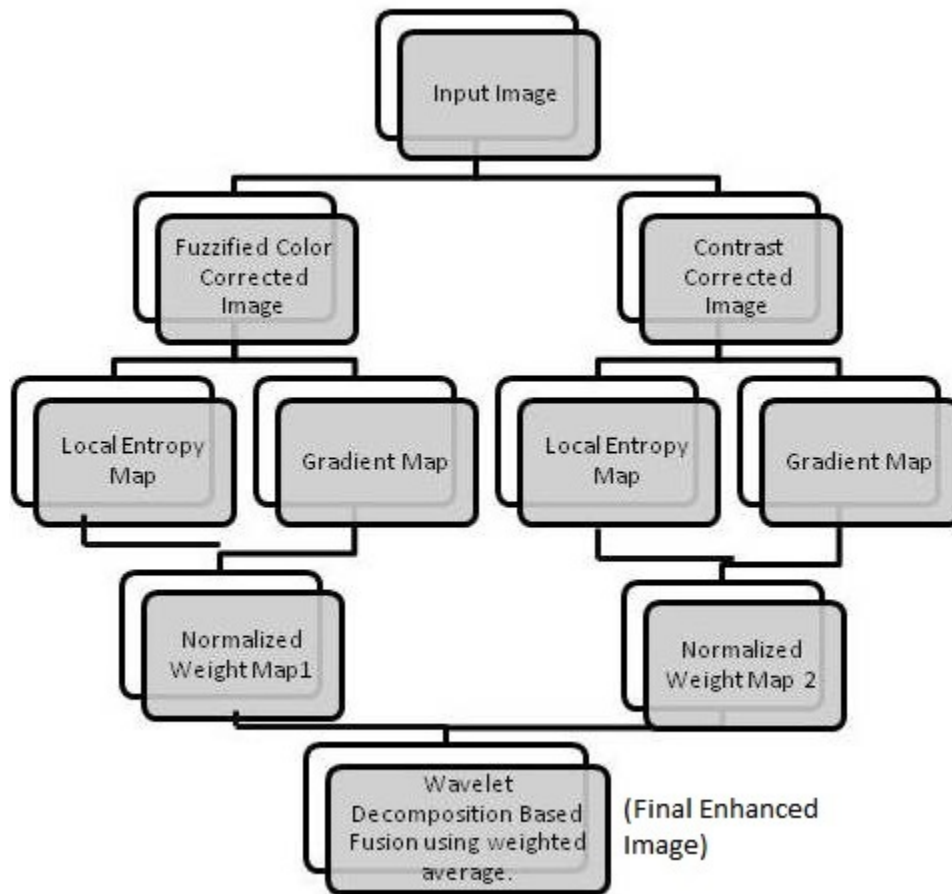 Input Image
Fuzzified Color
Corrected
Image
Contrast
Corrected
Image
Local Entropy
Map
Gradient Map
Local Entropy
Map
Gradient Map
Normalized
Weight Map1
Normalized
Weight Map 2
Wavelet
Decomposition Based
Fusion using weighted
average.
(Final Enhanced
Image)